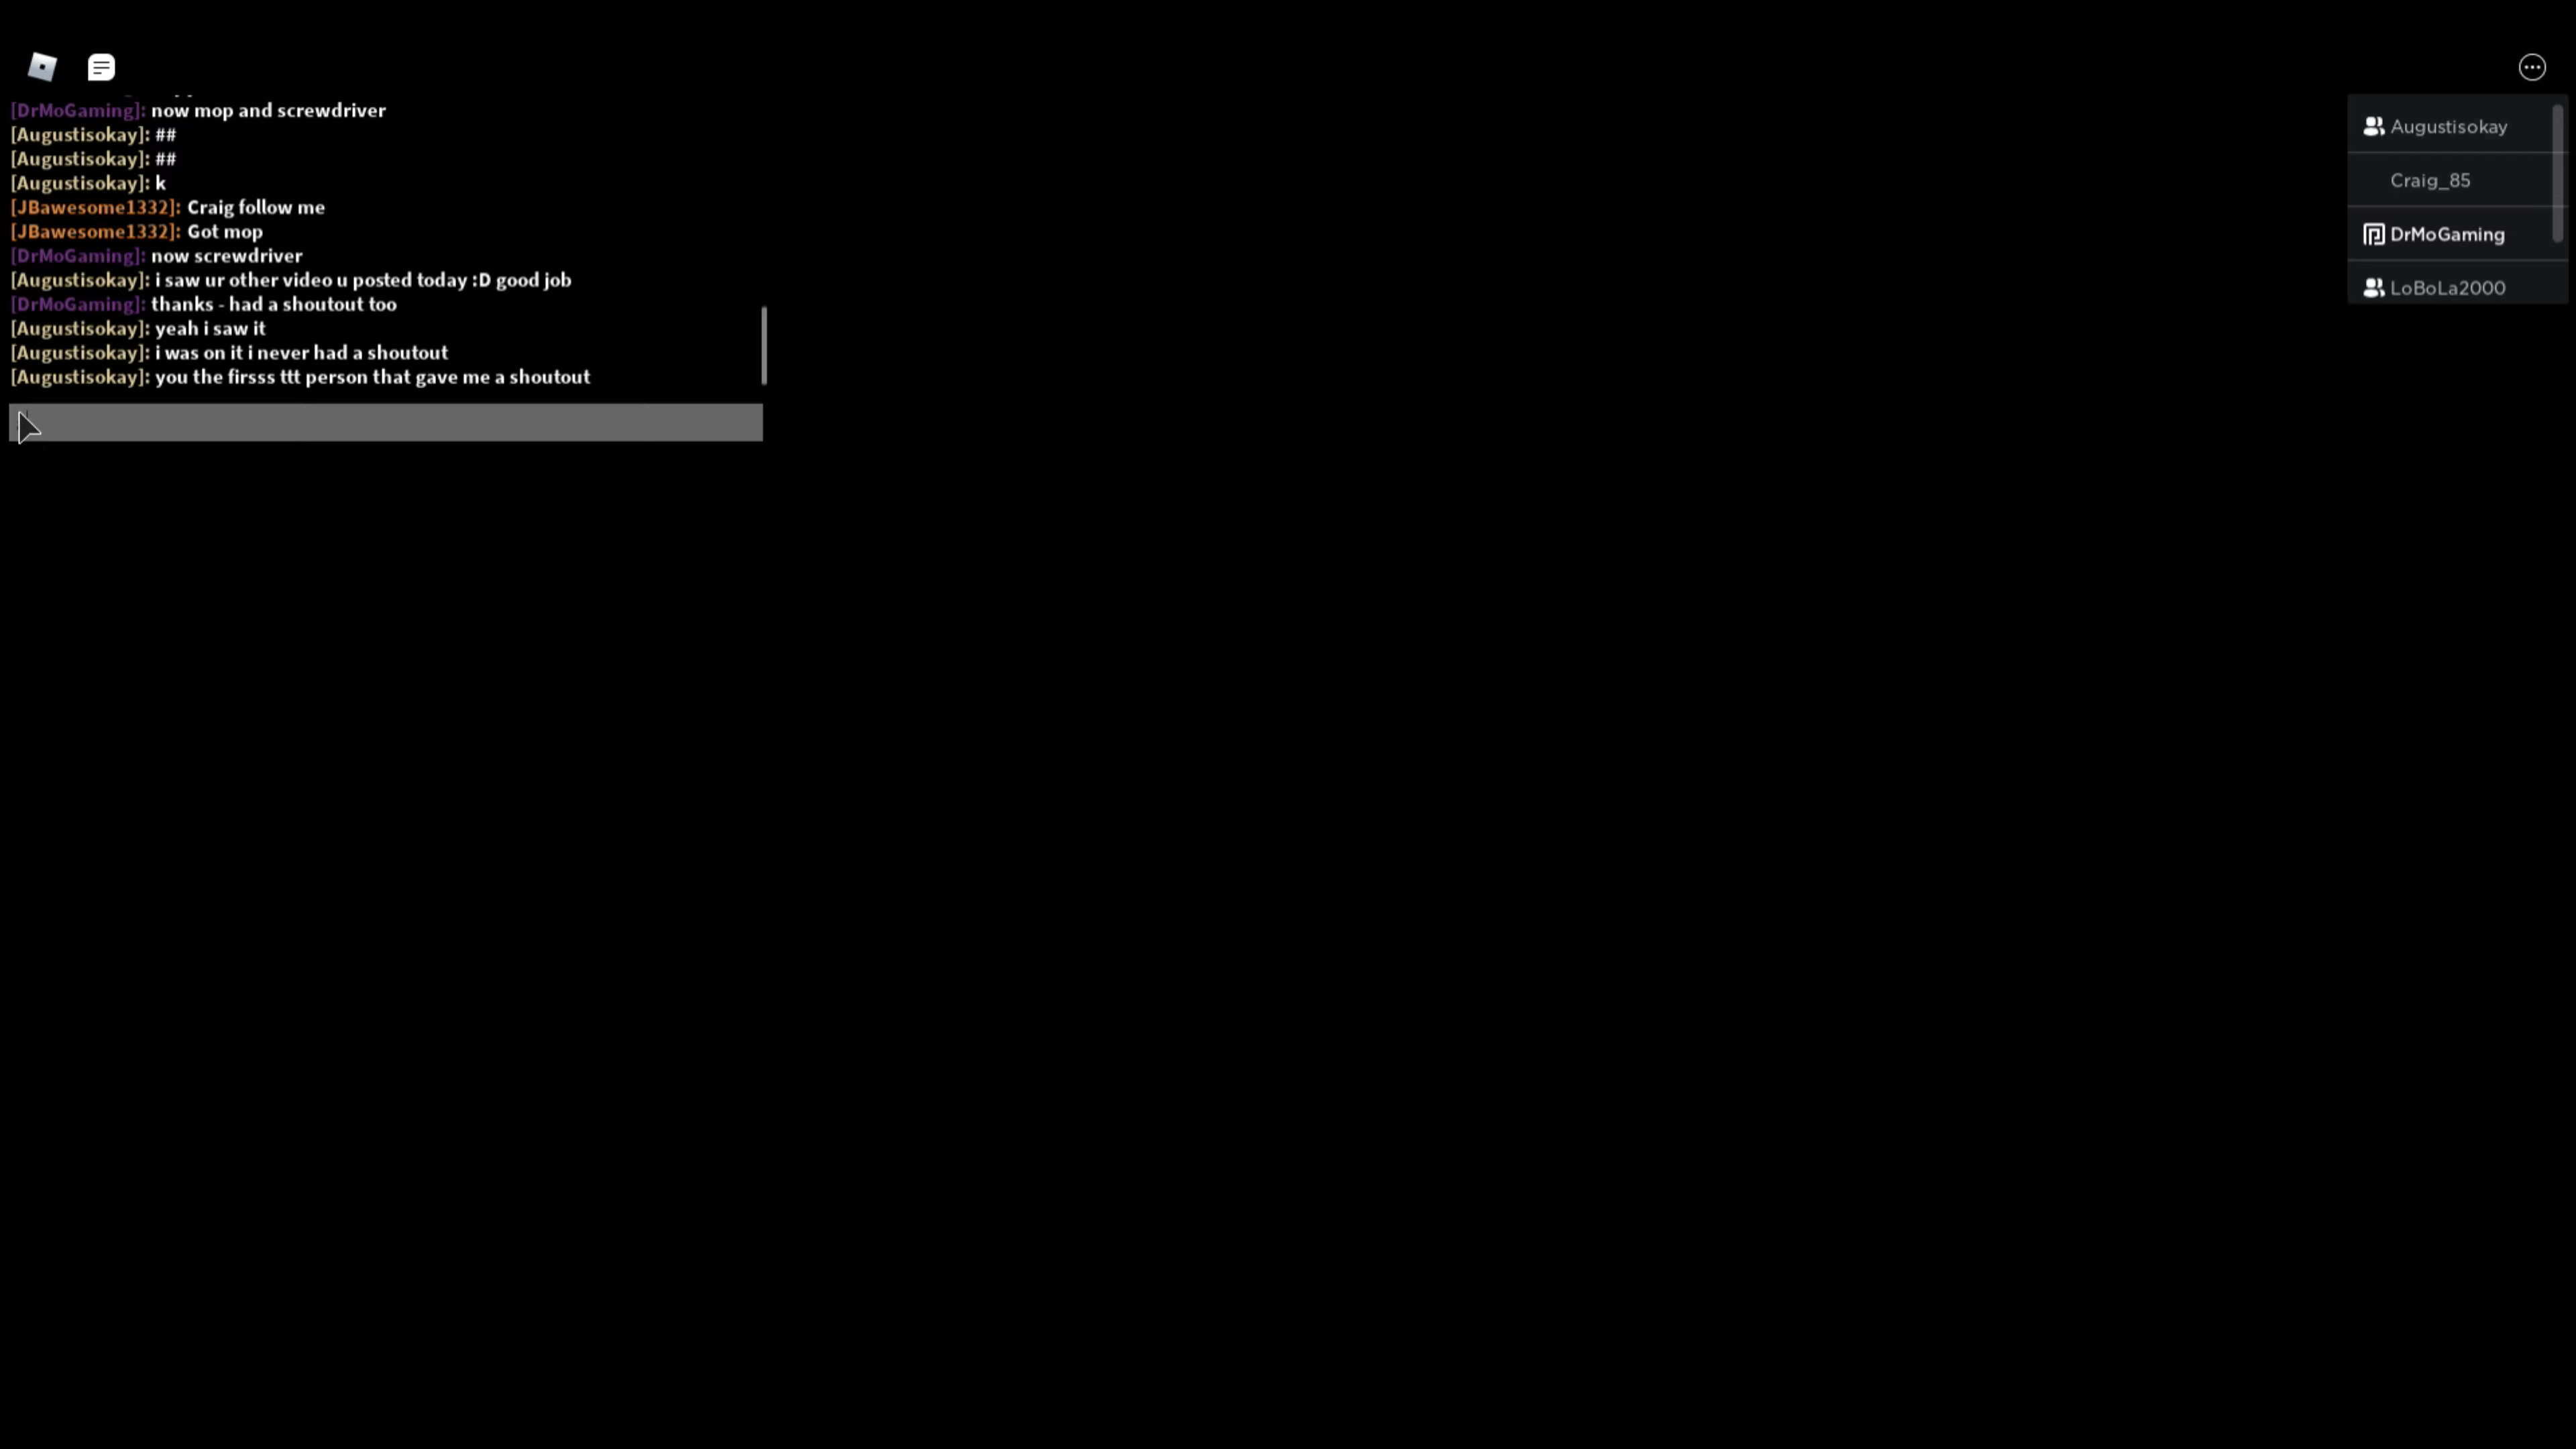 [DrMoGaming]: now mop and screwdriver
[Augustisokay]: ##
[Augustisokay]: ##
[Augustisokay]: k
[JBawesome1332]: Craig follow me
[JBawesome1332]: Got mop
[DrMoGaming]: now screwdriver
[Augustisokay]: i saw ur other video u posted today :D good job
[DrMoGaming]: thanks - had a shoutout too
[Augustisokay]: yeah i saw it
[Augustisokay]: i was on it i never had a shoutout
[Augustisokay]: you the firsss ttt person that gave me a shoutout
Augustisokay
Craig_85
DrMoGaming
LoBoLa2000